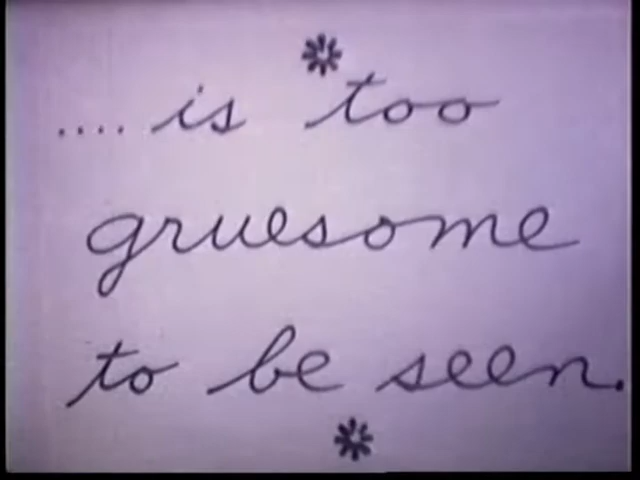 .... is too
gruesome
to be seen.